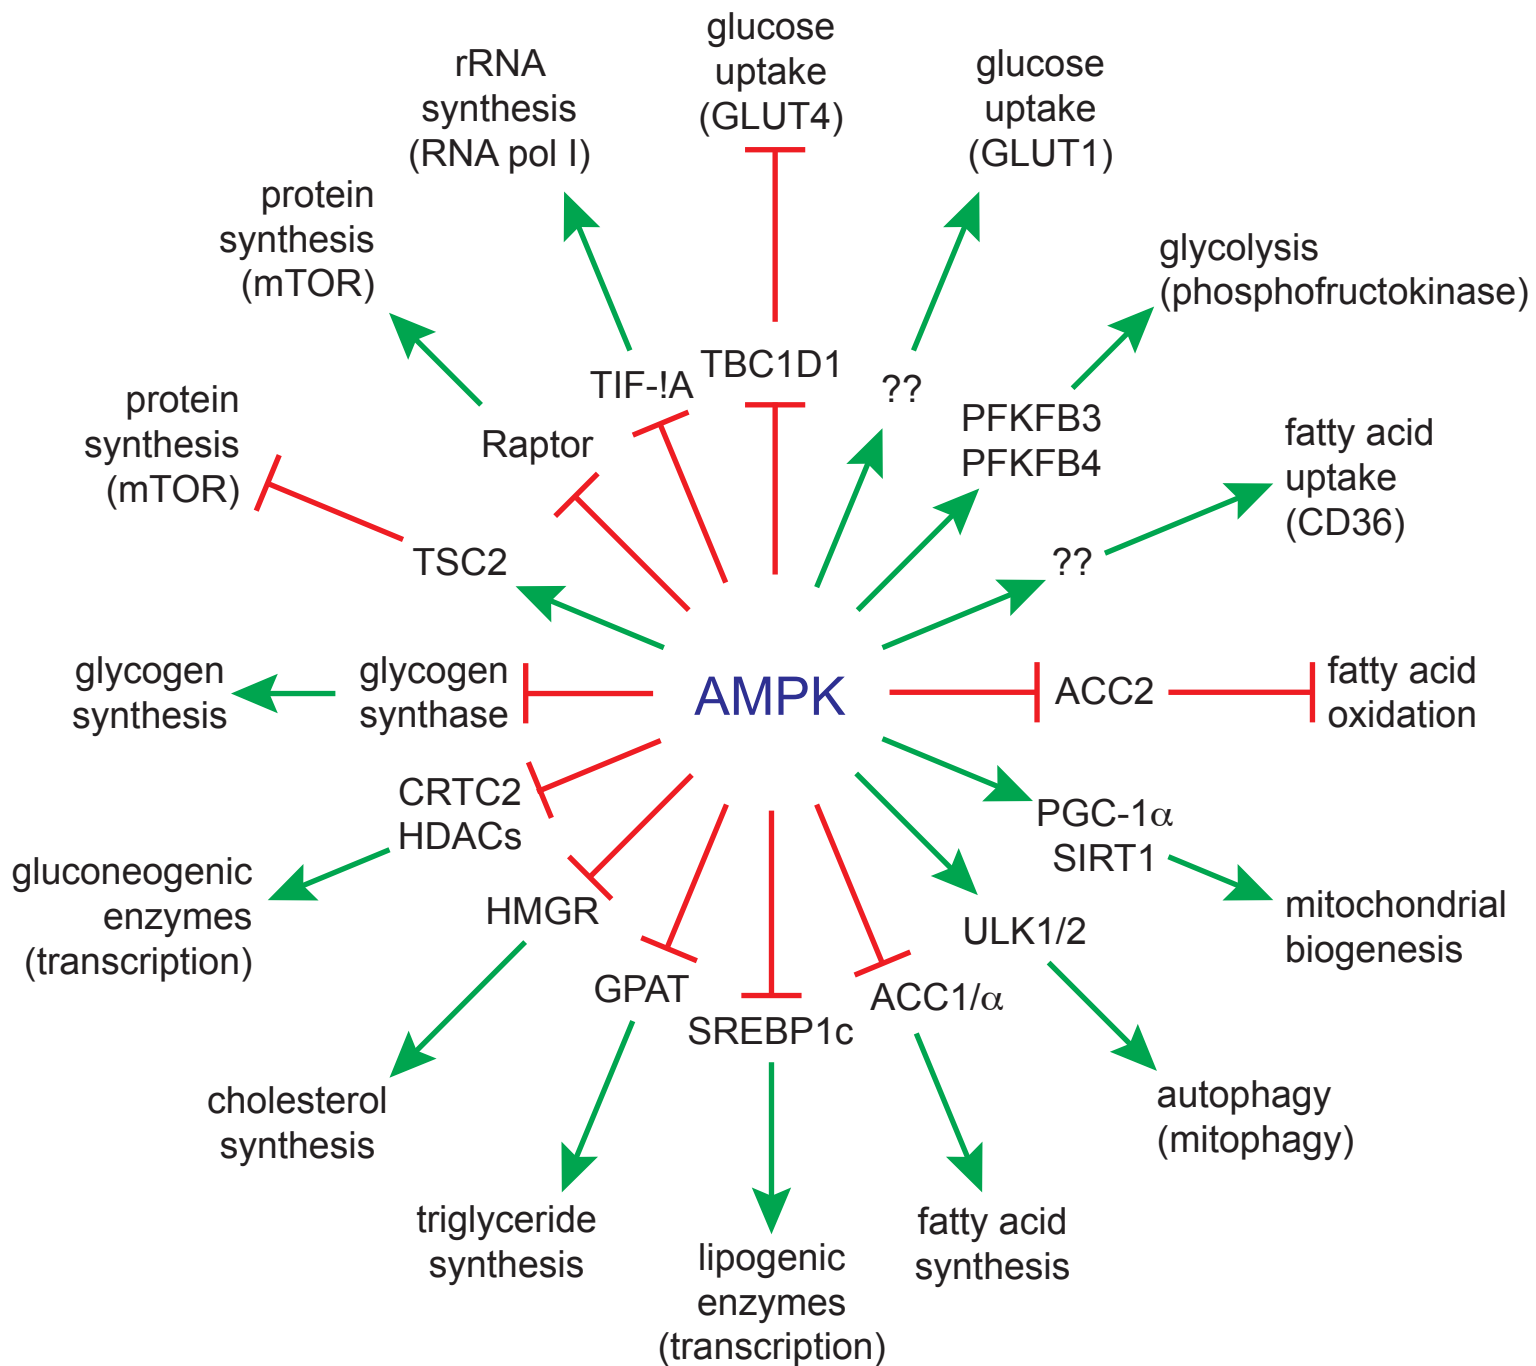 glucose
uptake
(GLUT4)
rRNA
synthesis
(RNA pol I)
glucose
uptake
(GLUT1)
protein
synthesis
(mTOR)
glycolysis
(phosphofructokinase)
TIF-!A
TBC1D1
??
PFKFB3
PFKFB4
protein
synthesis
(mTOR)
Raptor
fatty acid
uptake
(CD36)
TSC2
??
glycogen
synthesis
glycogen
synthase
AMPK
ACC2
fatty acid
oxidation
CRTC2
HDACs
PGC-1α
SIRT1
gluconeogenic
enzymes
(transcription)
HMGR
ULK1/2
mitochondrial
biogenesis
GPAT
SREBP1c
ACC1/α
cholesterol
synthesis
autophagy
(mitophagy)
triglyceride
synthesis
lipogenic
enzymes
(transcription)
fatty acid
synthesis